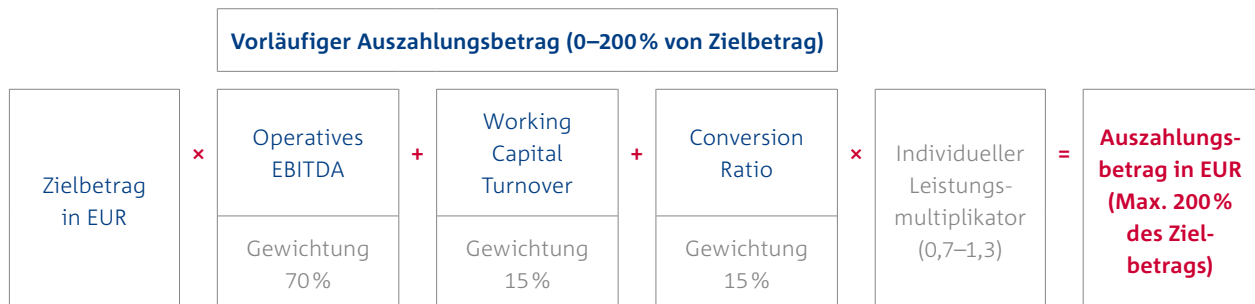 Vorläufiger Auszahlungsbetrag (0–200 % von Zielbetrag)
Zielbetrag
in EUR
×
Operatives
EBITDA
Gewichtung
70 %
+
Working
Capital
Turnover
Gewichtung
15 %
+
Conversion
Ratio
Gewichtung
15 %
×
Individueller
Leistungs-
multiplikator
(0,7–1,3)
=
Auszahlungs-
betrag in EUR
(Max. 200 %
des Ziel-
betrags)